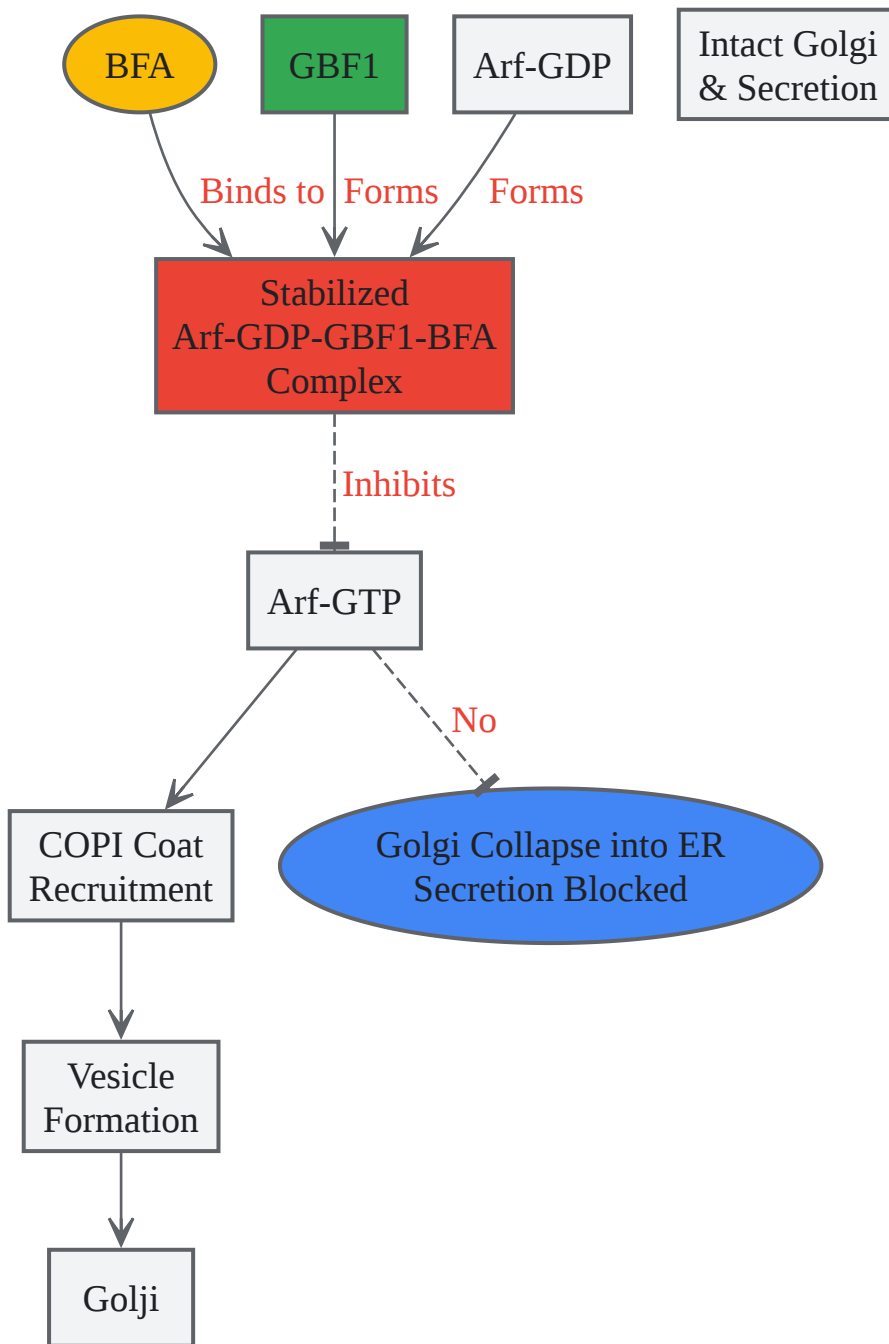 BFA
GBF1
Arf-GDP
Intact Golgi
& Secretion
Binds to
Forms
Forms
Stabilized
Arf-GDP-GBF1-BFA
Complex
Inhibits
Arf-GTP
No
COPI Coat
Recruitment
Golgi Collapse into ER
Secretion Blocked
Vesicle
Formation
Golji